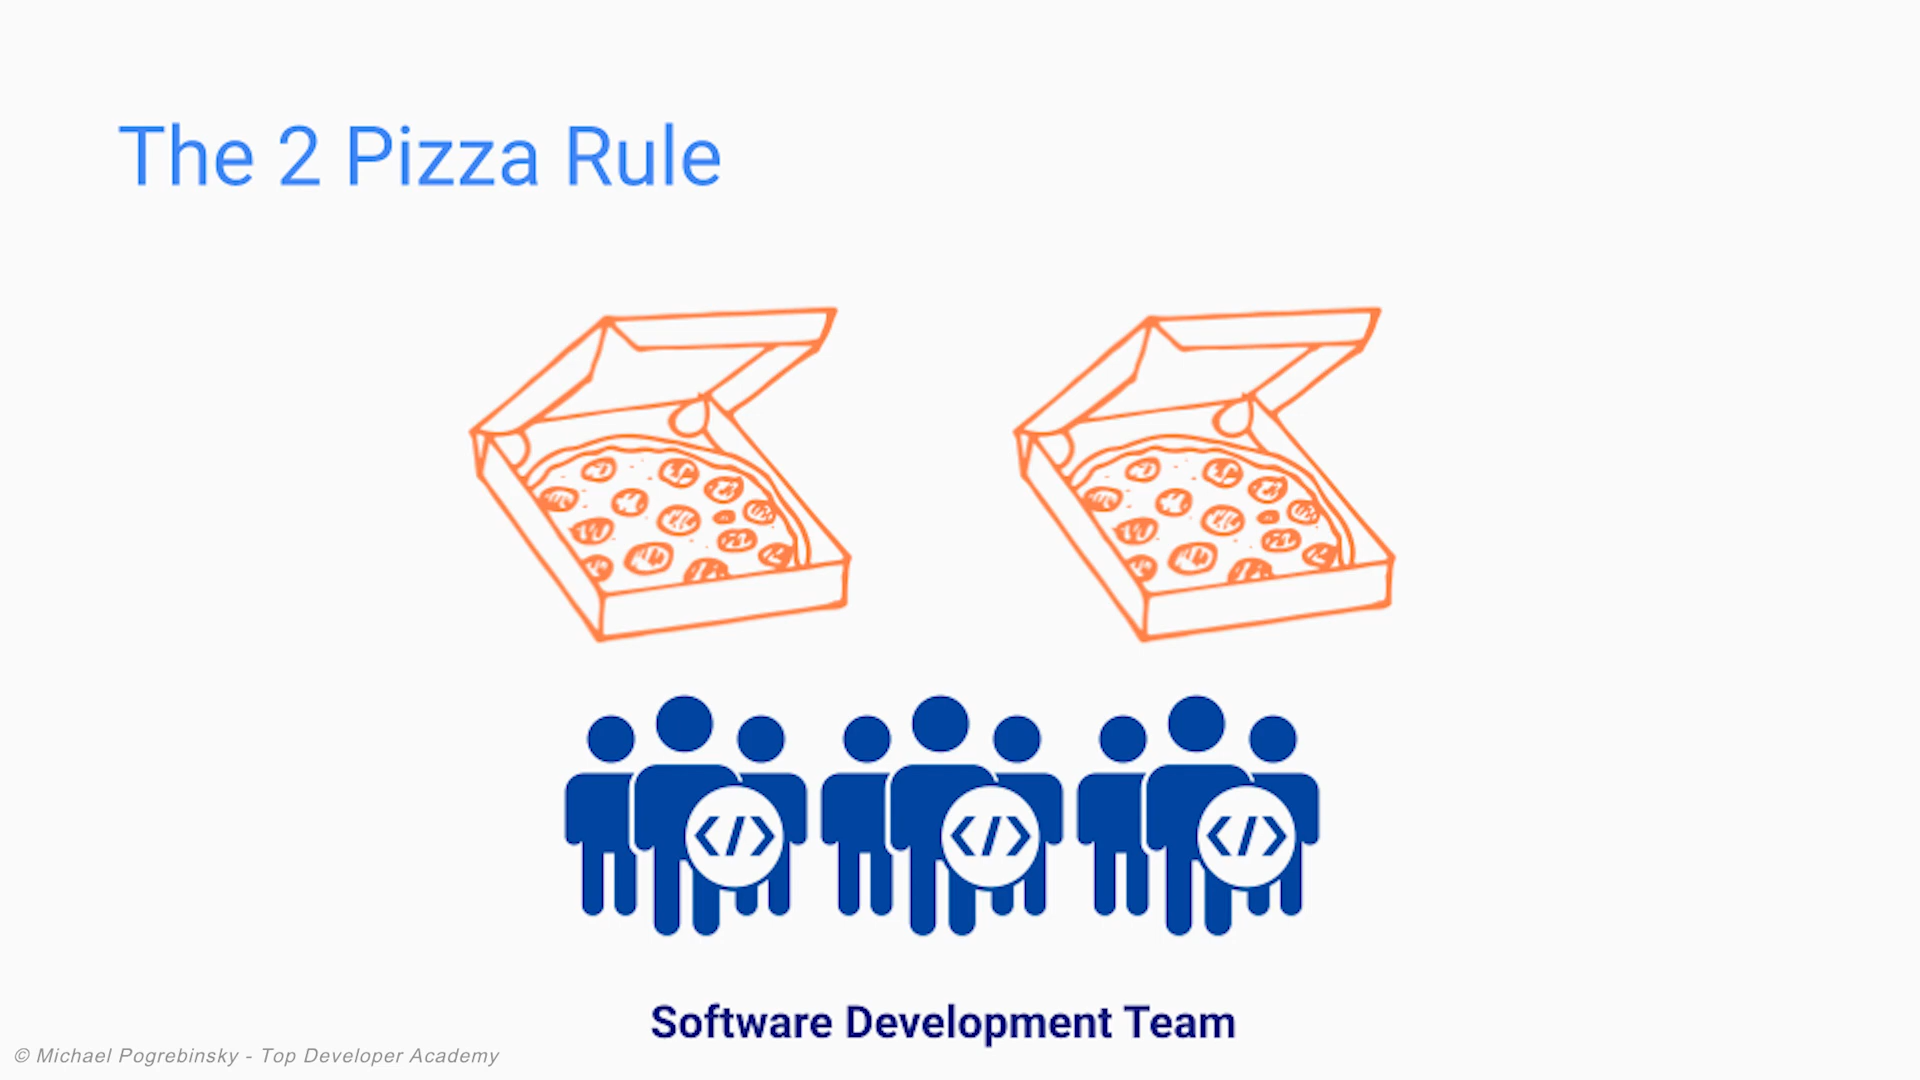 The 2 Pizza Rule
</>
</>
</>
Software Development Team
© Michael Pogrebinsky - Top Developer Academy